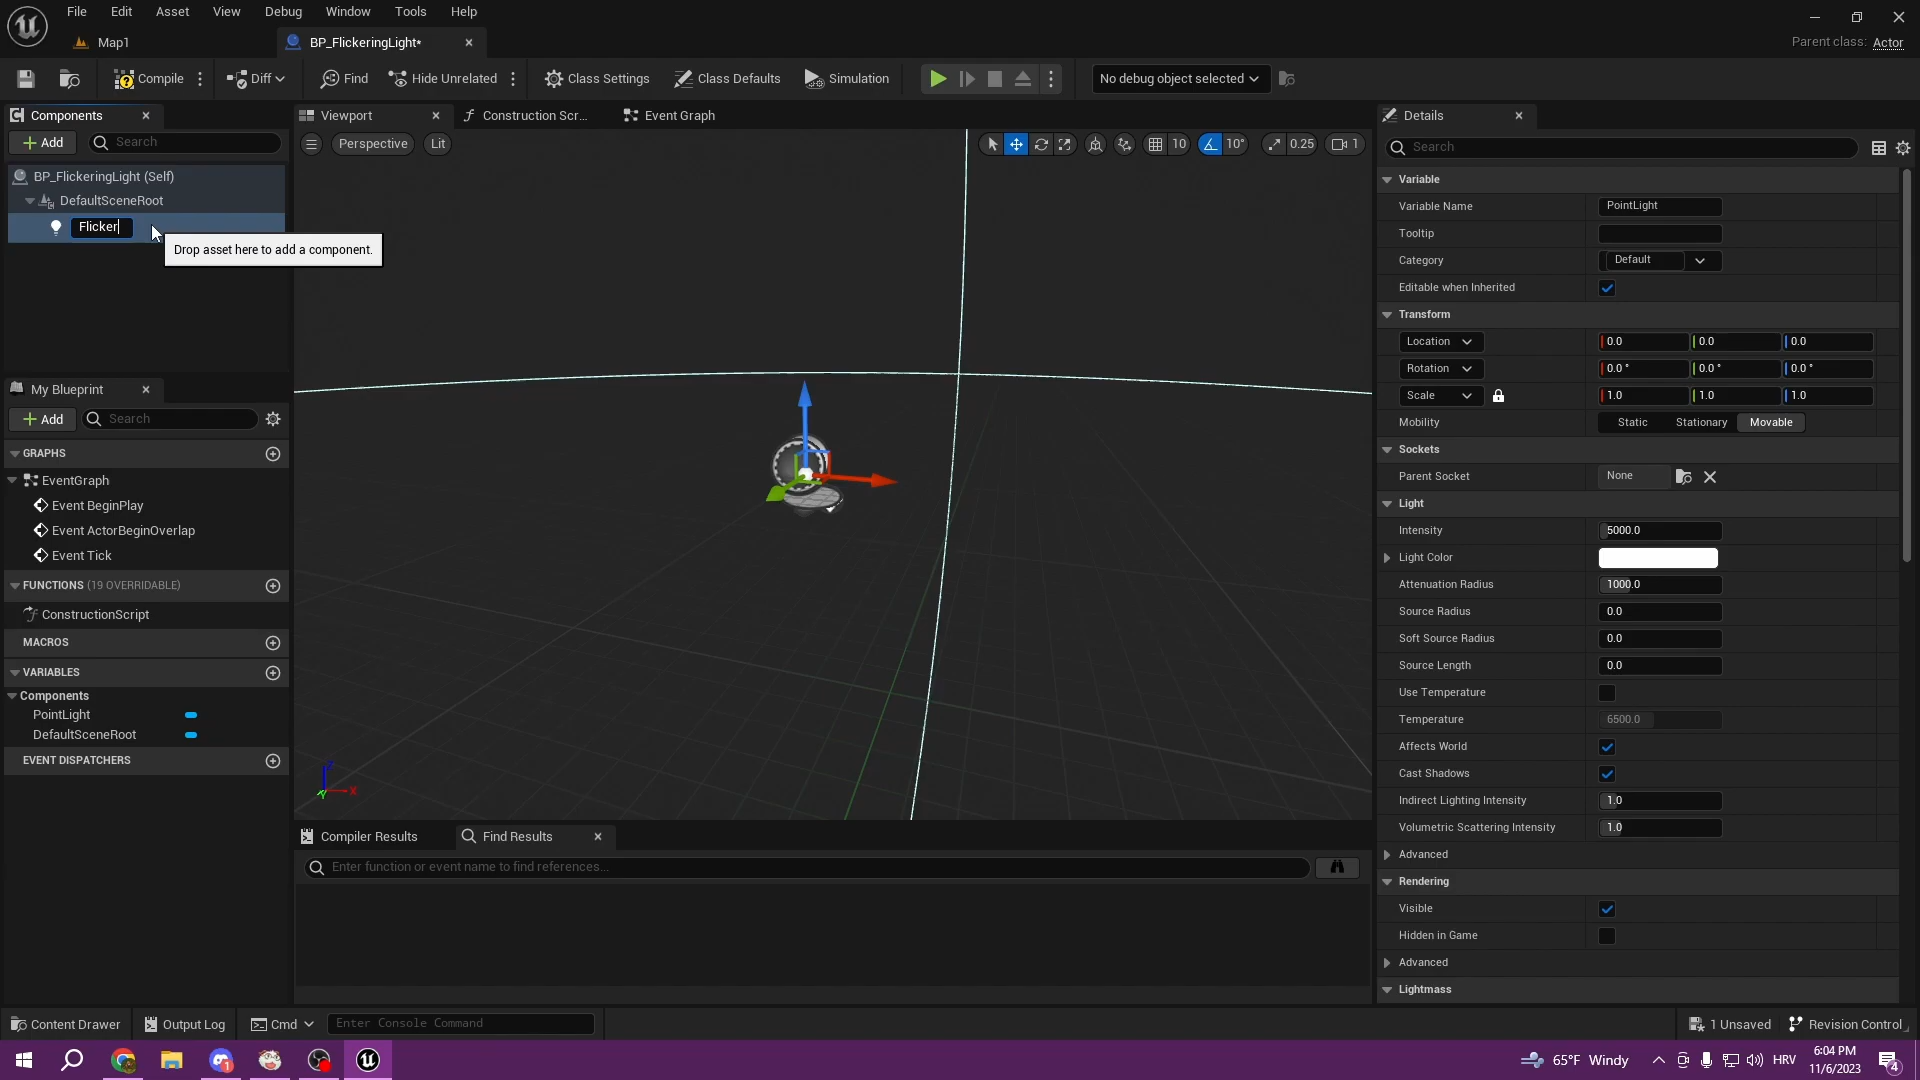 File Edit Asset View Debug Window Tools Help
Map1
BP_FlickeringLight*
Parent class: Actor
Compile
Diff
Find
Hide Unrelated
Class Settings
Class Defaults
Simulation
No debug object selected
Components
Add
Search
BP_FlickeringLight (Self)
DefaultSceneRoot
Flicker
Drop asset here to add a component.
My Blueprint
Add
Search
GRAPHS
EventGraph
Event BeginPlay
Event ActorBeginOverlap
Event Tick
FUNCTIONS (19 OVERRIDABLE)
ConstructionScript
MACROS
VARIABLES
Components
PointLight
DefaultSceneRoot
EVENT DISPATCHERS
Viewport
Construction Scr...
Event Graph
Perspective
Lit
10
10°
0.25
1
Z
X
Y
Compiler Results
Find Results
Enter function or event name to find references...
Details
Search
Variable
Variable Name PointLight
Tooltip
Category Default
Editable when Inherited
Transform
Location 0.0 0.0 0.0
Rotation 0.0 ° 0.0 ° 0.0 °
Scale 1.0 1.0 1.0
Mobility Static Stationary Movable
Sockets
Parent Socket None
Light
Intensity 5000.0
Light Color
Attenuation Radius 1000.0
Source Radius 0.0
Soft Source Radius 0.0
Source Length 0.0
Use Temperature
Temperature 6500.0
Affects World
Cast Shadows
Indirect Lighting Intensity 1.0
Volumetric Scattering Intensity 1.0
Advanced
Rendering
Visible
Hidden in Game
Advanced
Lightmass
Content Drawer
Output Log
Cmd
Enter Console Command
1 Unsaved
Revision Control
1
65°F Windy
HRV
6:04 PM
11/6/2023
4